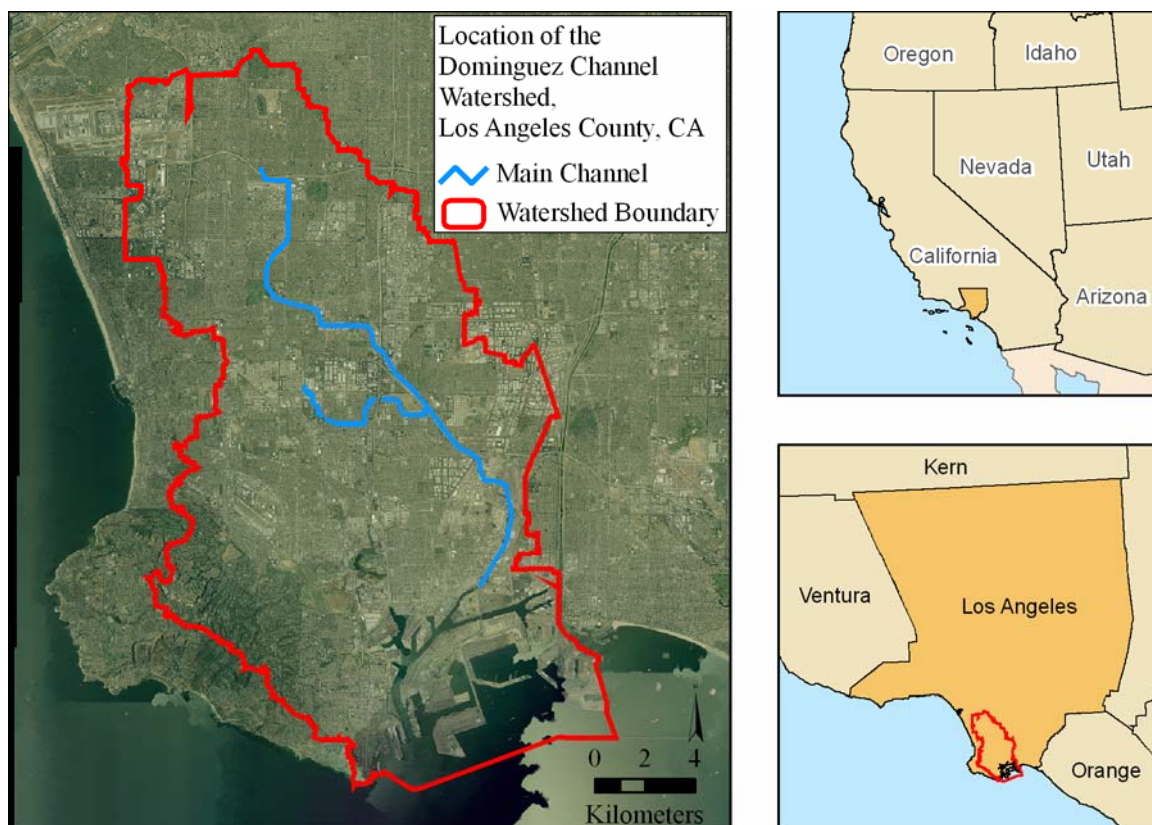 Location of the
Dominguez Channel
Watershed,
Los Angeles County, CA
Main Channel
Watershed Boundary
0 2 4
Kilometers
Oregon
Idaho
Nevada
Utah
California
Arizona
Kern
Ventura
Los Angeles
Orange